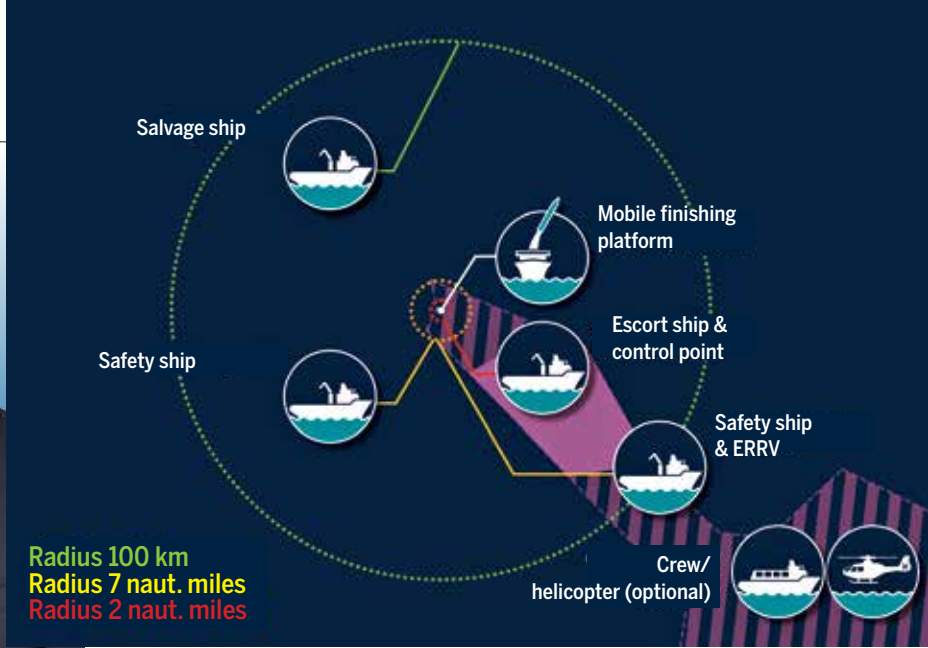 Salvage ship
Mobile finishing
platform
Escort ship &
control point
Safety ship
Safety ship
& ERRV
Radius 100 km
Radius 7 naut. miles
Radius 2 naut. miles
Crew/
helicopter (optional)